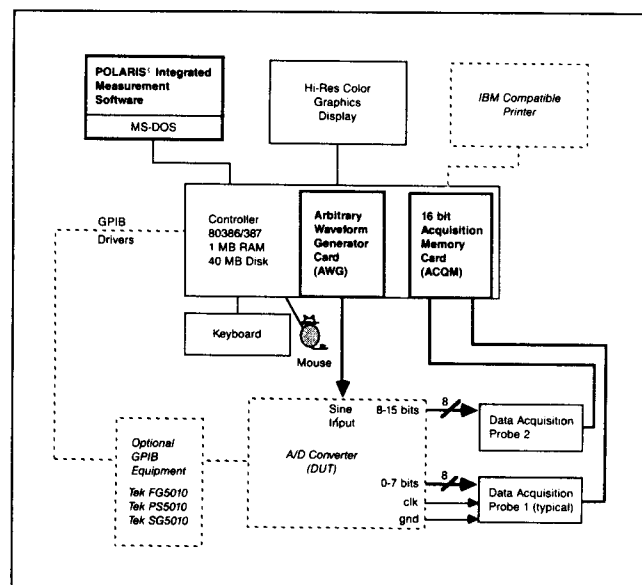 POLARIS© Integrated
Measurement
Software
MS-DOS
Hi-Res Color
Graphics
Display
IBM Compatible
Printer
GPIB
Drivers
Controller
80386/387
1 MB RAM
40 MB Disk
Arbitrary
Waveform
Generator
Card
(AWG)
16 bit
Acquisition
Memory
Card
(ACQM)
Keyboard
Mouse
Optional
GPIB
Equipment
Tek FG5010
Tek PS5010
Tek SG5010
Sine
Input
A/D Converter
(DUT)
8-15 bits
8
Data Acquisition
Probe 2
0-7 bits
8
clk
gnd
Data Acquisition
Probe 1 (typical)